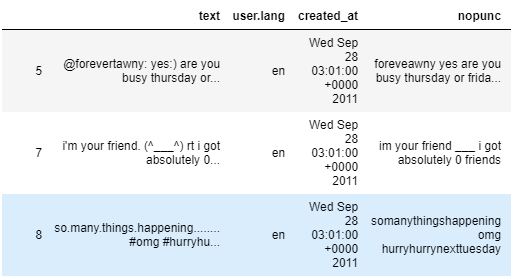 text user.lang created_at nopunc
Wed Sep
@forevertawny: yes:) are you 28 foreveawny yes are you
5 busy thursday or... en 03:01:00 busy thursday or frida...
+0000
2011
Wed Sep
28
7 i'm your friend. (^___^) rt i got en 03:01:00 im your friend ___ i got
absolutely 0... +0000 absolutely 0 friends
2011
Wed Sep
28 somanythingshappening
8 so.many.things.happening........ en 03:01:00 omg
#omg #hurryhu... +0000 hurryhurrynexttuesday
2011